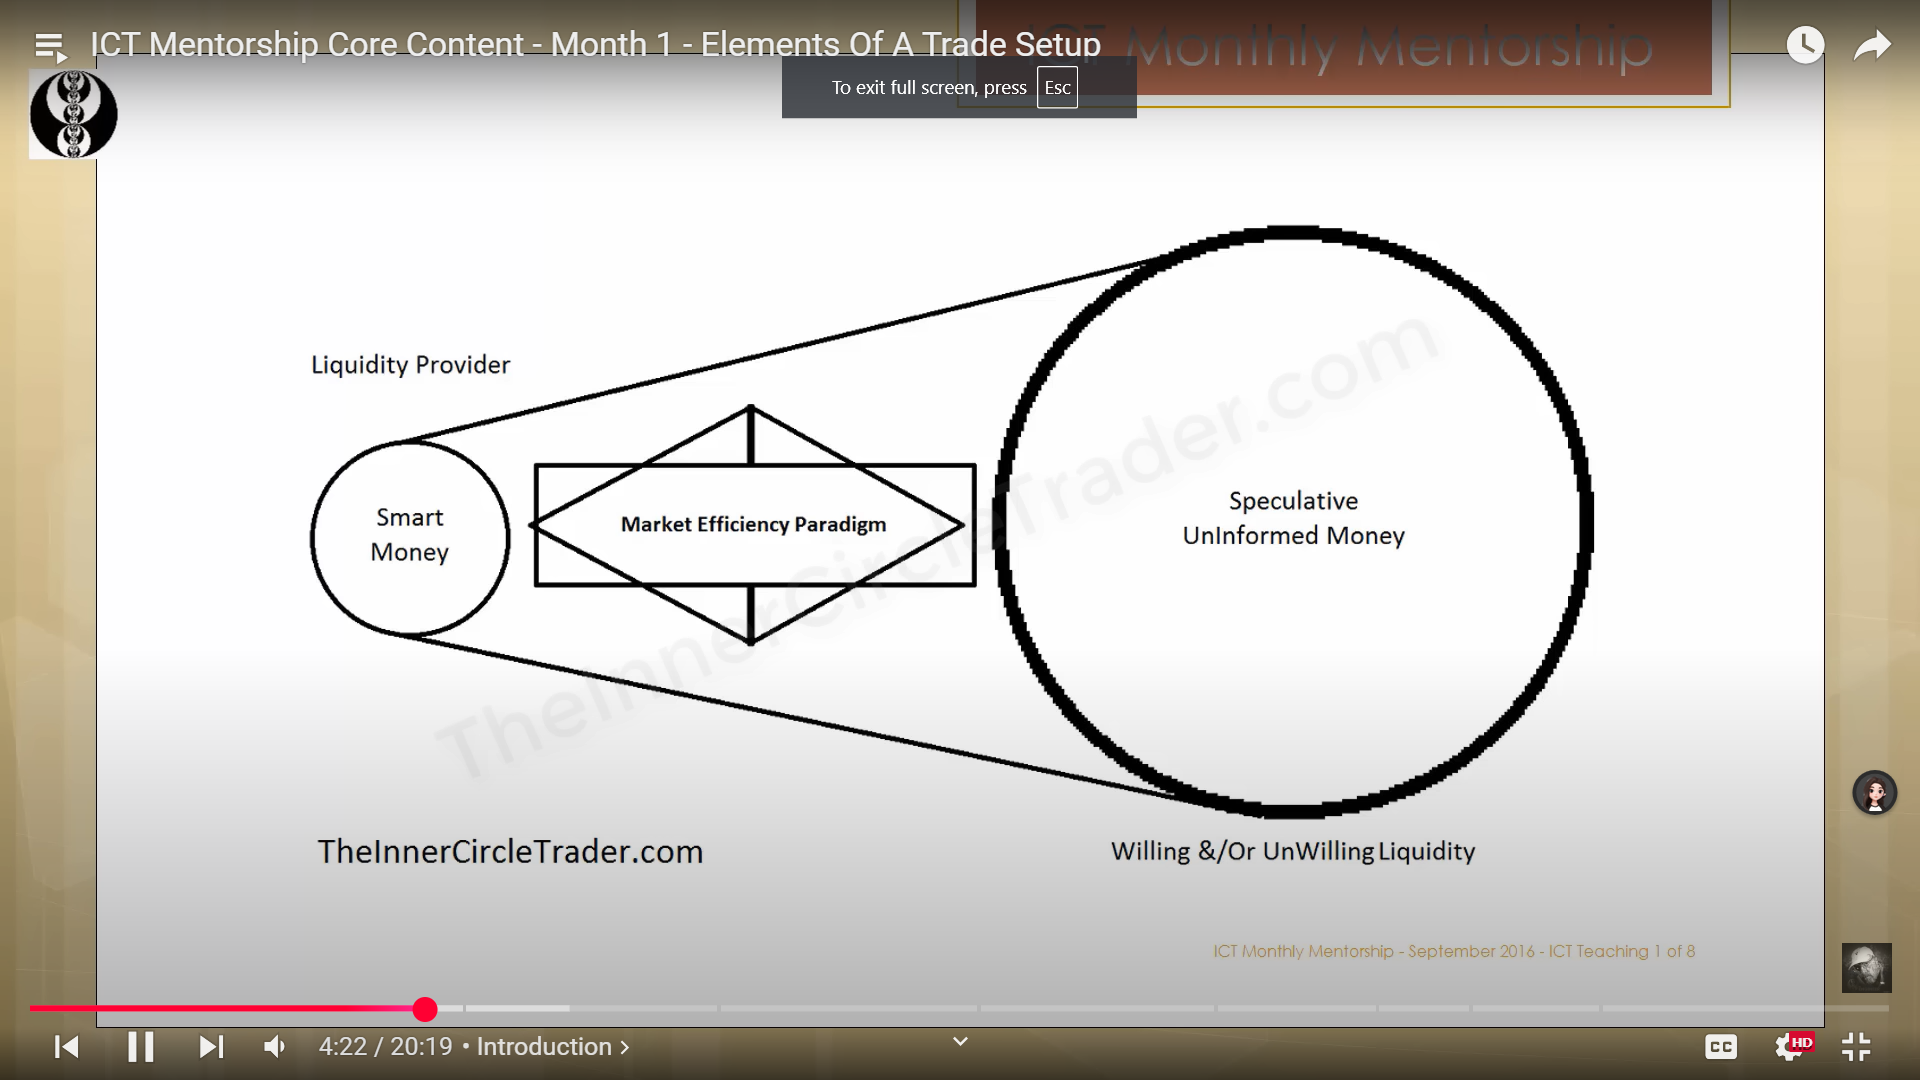 ICT Mentorship Core Content - Month 1 - Elements Of A Trade Setup
ICT Monthly Mentorship
To exit full screen, press Esc
Liquidity Provider
Smart
Money
Market Efficiency Paradigm
Speculative
UnInformed Money
TheInnerCircleTrader.com
TheInnerCircleTrader.com
Willing &/Or UnWilling Liquidity
ICT Monthly Mentorship - September 2016 - ICT Teaching 1 of 8
4:22 / 20:19 • Introduction
CC
HD